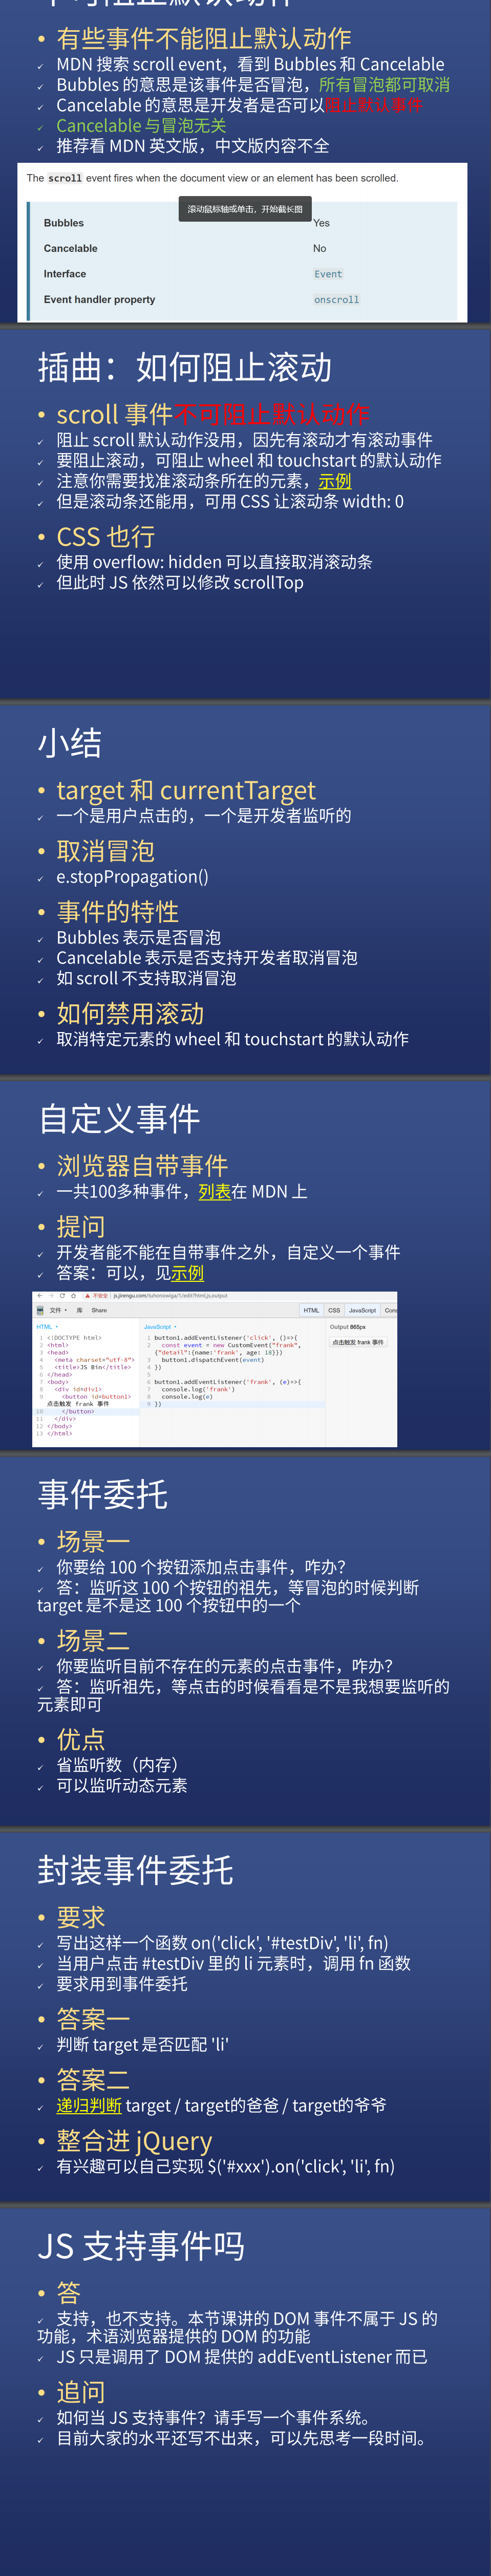 • 有些事件不能阻止默认动作
✓ MDN 搜索 scroll event，看到 Bubbles 和 Cancelable
✓ Bubbles 的意思是该事件是否冒泡，所有冒泡都可取消
✓ Cancelable 的意思是开发者是否可以阻止默认事件
✓ Cancelable 与冒泡无关
✓ 推荐看 MDN 英文版，中文版内容不全
The scroll event fires when the document view or an element has been scrolled.
滚动鼠标轴或单击，开始截长图
Bubbles Yes
Cancelable No
Interface Event
Event handler property onscroll
插曲：如何阻止滚动
• scroll 事件不可阻止默认动作
✓ 阻止 scroll 默认动作没用，因先有滚动才有滚动事件
✓ 要阻止滚动，可阻止 wheel 和 touchstart 的默认动作
✓ 注意你需要找准滚动条所在的元素，示例
✓ 但是滚动条还能用，可用 CSS 让滚动条 width: 0
• CSS 也行
✓ 使用 overflow: hidden 可以直接取消滚动条
✓ 但此时 JS 依然可以修改 scrollTop
小结
• target 和 currentTarget
✓ 一个是用户点击的，一个是开发者监听的
• 取消冒泡
✓ e.stopPropagation()
• 事件的特性
✓ Bubbles 表示是否冒泡
✓ Cancelable 表示是否支持开发者取消冒泡
✓ 如 scroll 不支持取消冒泡
• 如何禁用滚动
✓ 取消特定元素的 wheel 和 touchstart 的默认动作
自定义事件
• 浏览器自带事件
✓ 一共100多种事件，列表在 MDN 上
• 提问
✓ 开发者能不能在自带事件之外，自定义一个事件
✓ 答案：可以，见示例
不安全 | js.jirengu.com/tuhonowiga/1/edit?html,js,output
文件 库 Share HTML CSS JavaScript Cons
HTML JavaScript Output 865px
1 <!DOCTYPE html>
2 <html>
3 <head>
4 <meta charset="utf-8">
5 <title>JS Bin</title>
6 </head>
7 <body>
8 <div id=div1>
9 <button id=button1>
点击触发 frank 事件
10 </button>
11 </div>
12 </body>
13 </html>
1 button1.addEventListener('click', ()=>{
2 const event = new CustomEvent("frank",
{"detail":{name:'frank', age: 18}})
3 button1.dispatchEvent(event)
4 })
5
6 button1.addEventListener('frank', (e)=>{
7 console.log('frank')
8 console.log(e)
9 })
点击触发 frank 事件
事件委托
• 场景一
✓ 你要给 100 个按钮添加点击事件，咋办？
✓ 答：监听这 100 个按钮的祖先，等冒泡的时候判断
target 是不是这 100 个按钮中的一个
• 场景二
✓ 你要监听目前不存在的元素的点击事件，咋办？
✓ 答：监听祖先，等点击的时候看看是不是我想要监听的
元素即可
• 优点
✓ 省监听数（内存）
✓ 可以监听动态元素
封装事件委托
• 要求
✓ 写出这样一个函数 on('click', '#testDiv', 'li', fn)
✓ 当用户点击 #testDiv 里的 li 元素时，调用 fn 函数
✓ 要求用到事件委托
• 答案一
✓ 判断 target 是否匹配 'li'
• 答案二
✓ 递归判断 target / target的爸爸 / target的爷爷
• 整合进 jQuery
✓ 有兴趣可以自己实现 $('#xxx').on('click', 'li', fn)
JS 支持事件吗
• 答
✓ 支持，也不支持。本节课讲的 DOM 事件不属于 JS 的
功能，术语浏览器提供的 DOM 的功能
✓ JS 只是调用了 DOM 提供的 addEventListener 而已
• 追问
✓ 如何当 JS 支持事件？请手写一个事件系统。
✓ 目前大家的水平还写不出来，可以先思考一段时间。